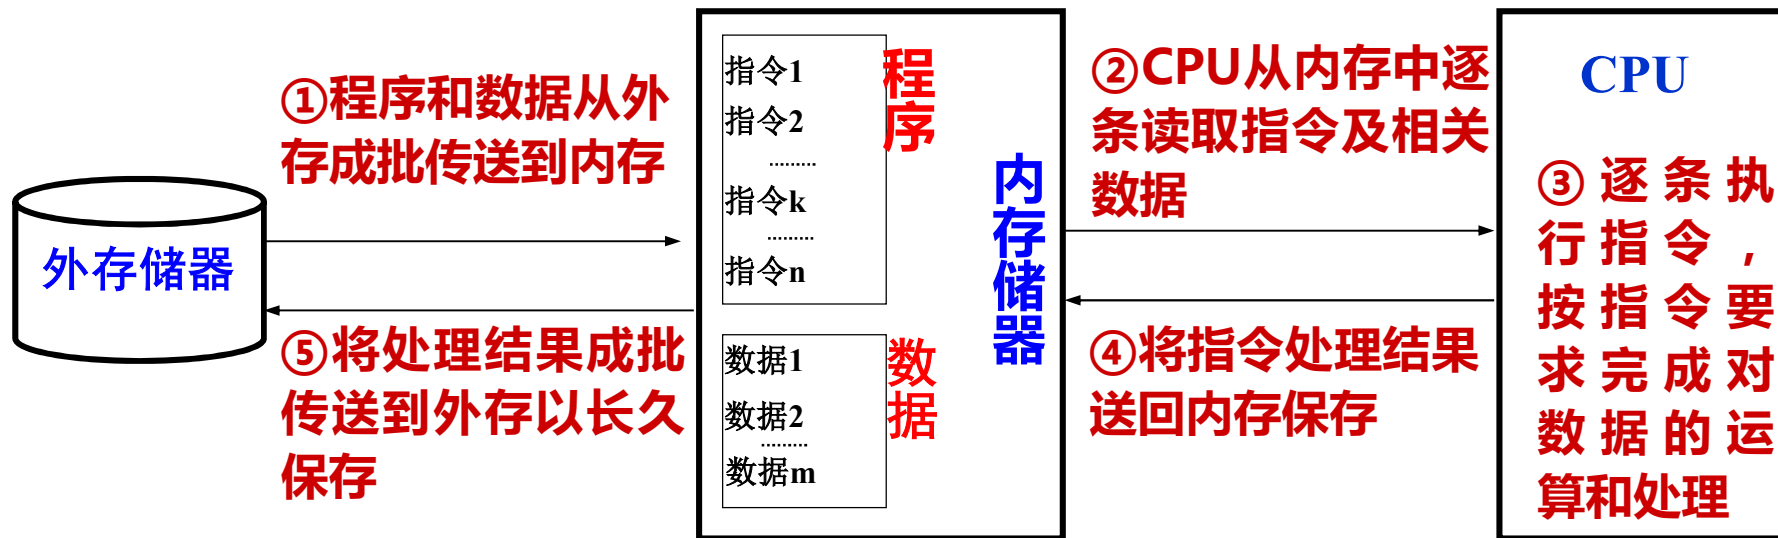 外存储器
①程序和数据从外
存成批传送到内存
⑤将处理结果成批
传送到外存以长久
保存
指令1
指令2
………
指令k
………
指令n
程序
数据1
数据2
………
数据m
数据
内存储器
②CPU从内存中逐
条读取指令及相关
数据
④将指令处理结果
送回内存保存
CPU
③逐条执
行指令，
按指令要
求完成对
数据的运
算和处理